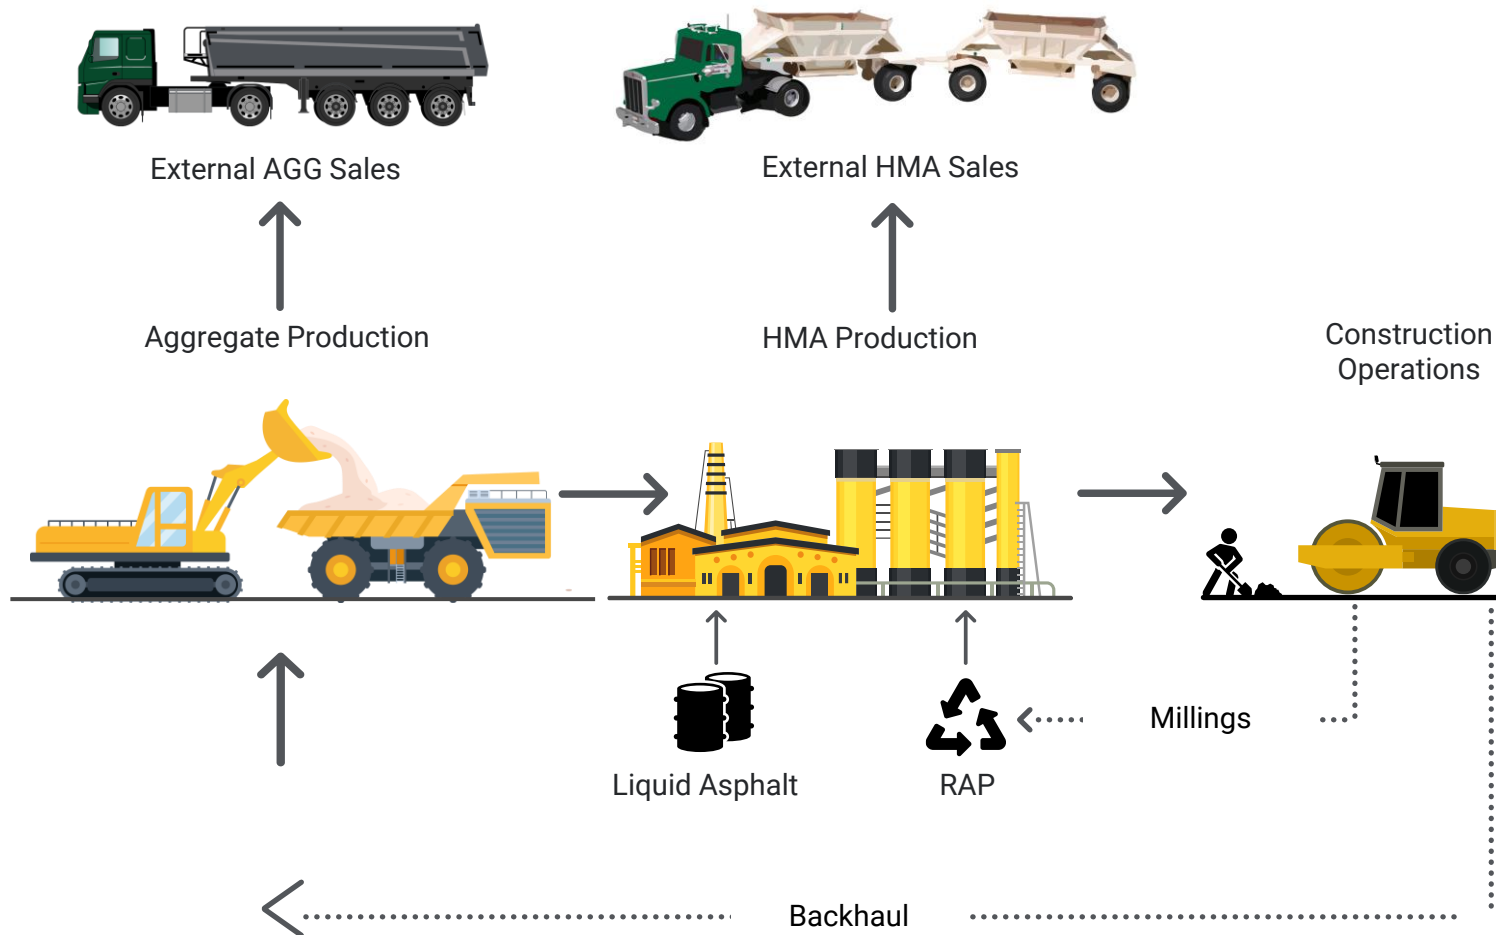 External AGG Sales
External HMA Sales
Aggregate Production
HMA Production
Construction
Operations
Millings
Liquid Asphalt
RAP
Backhaul